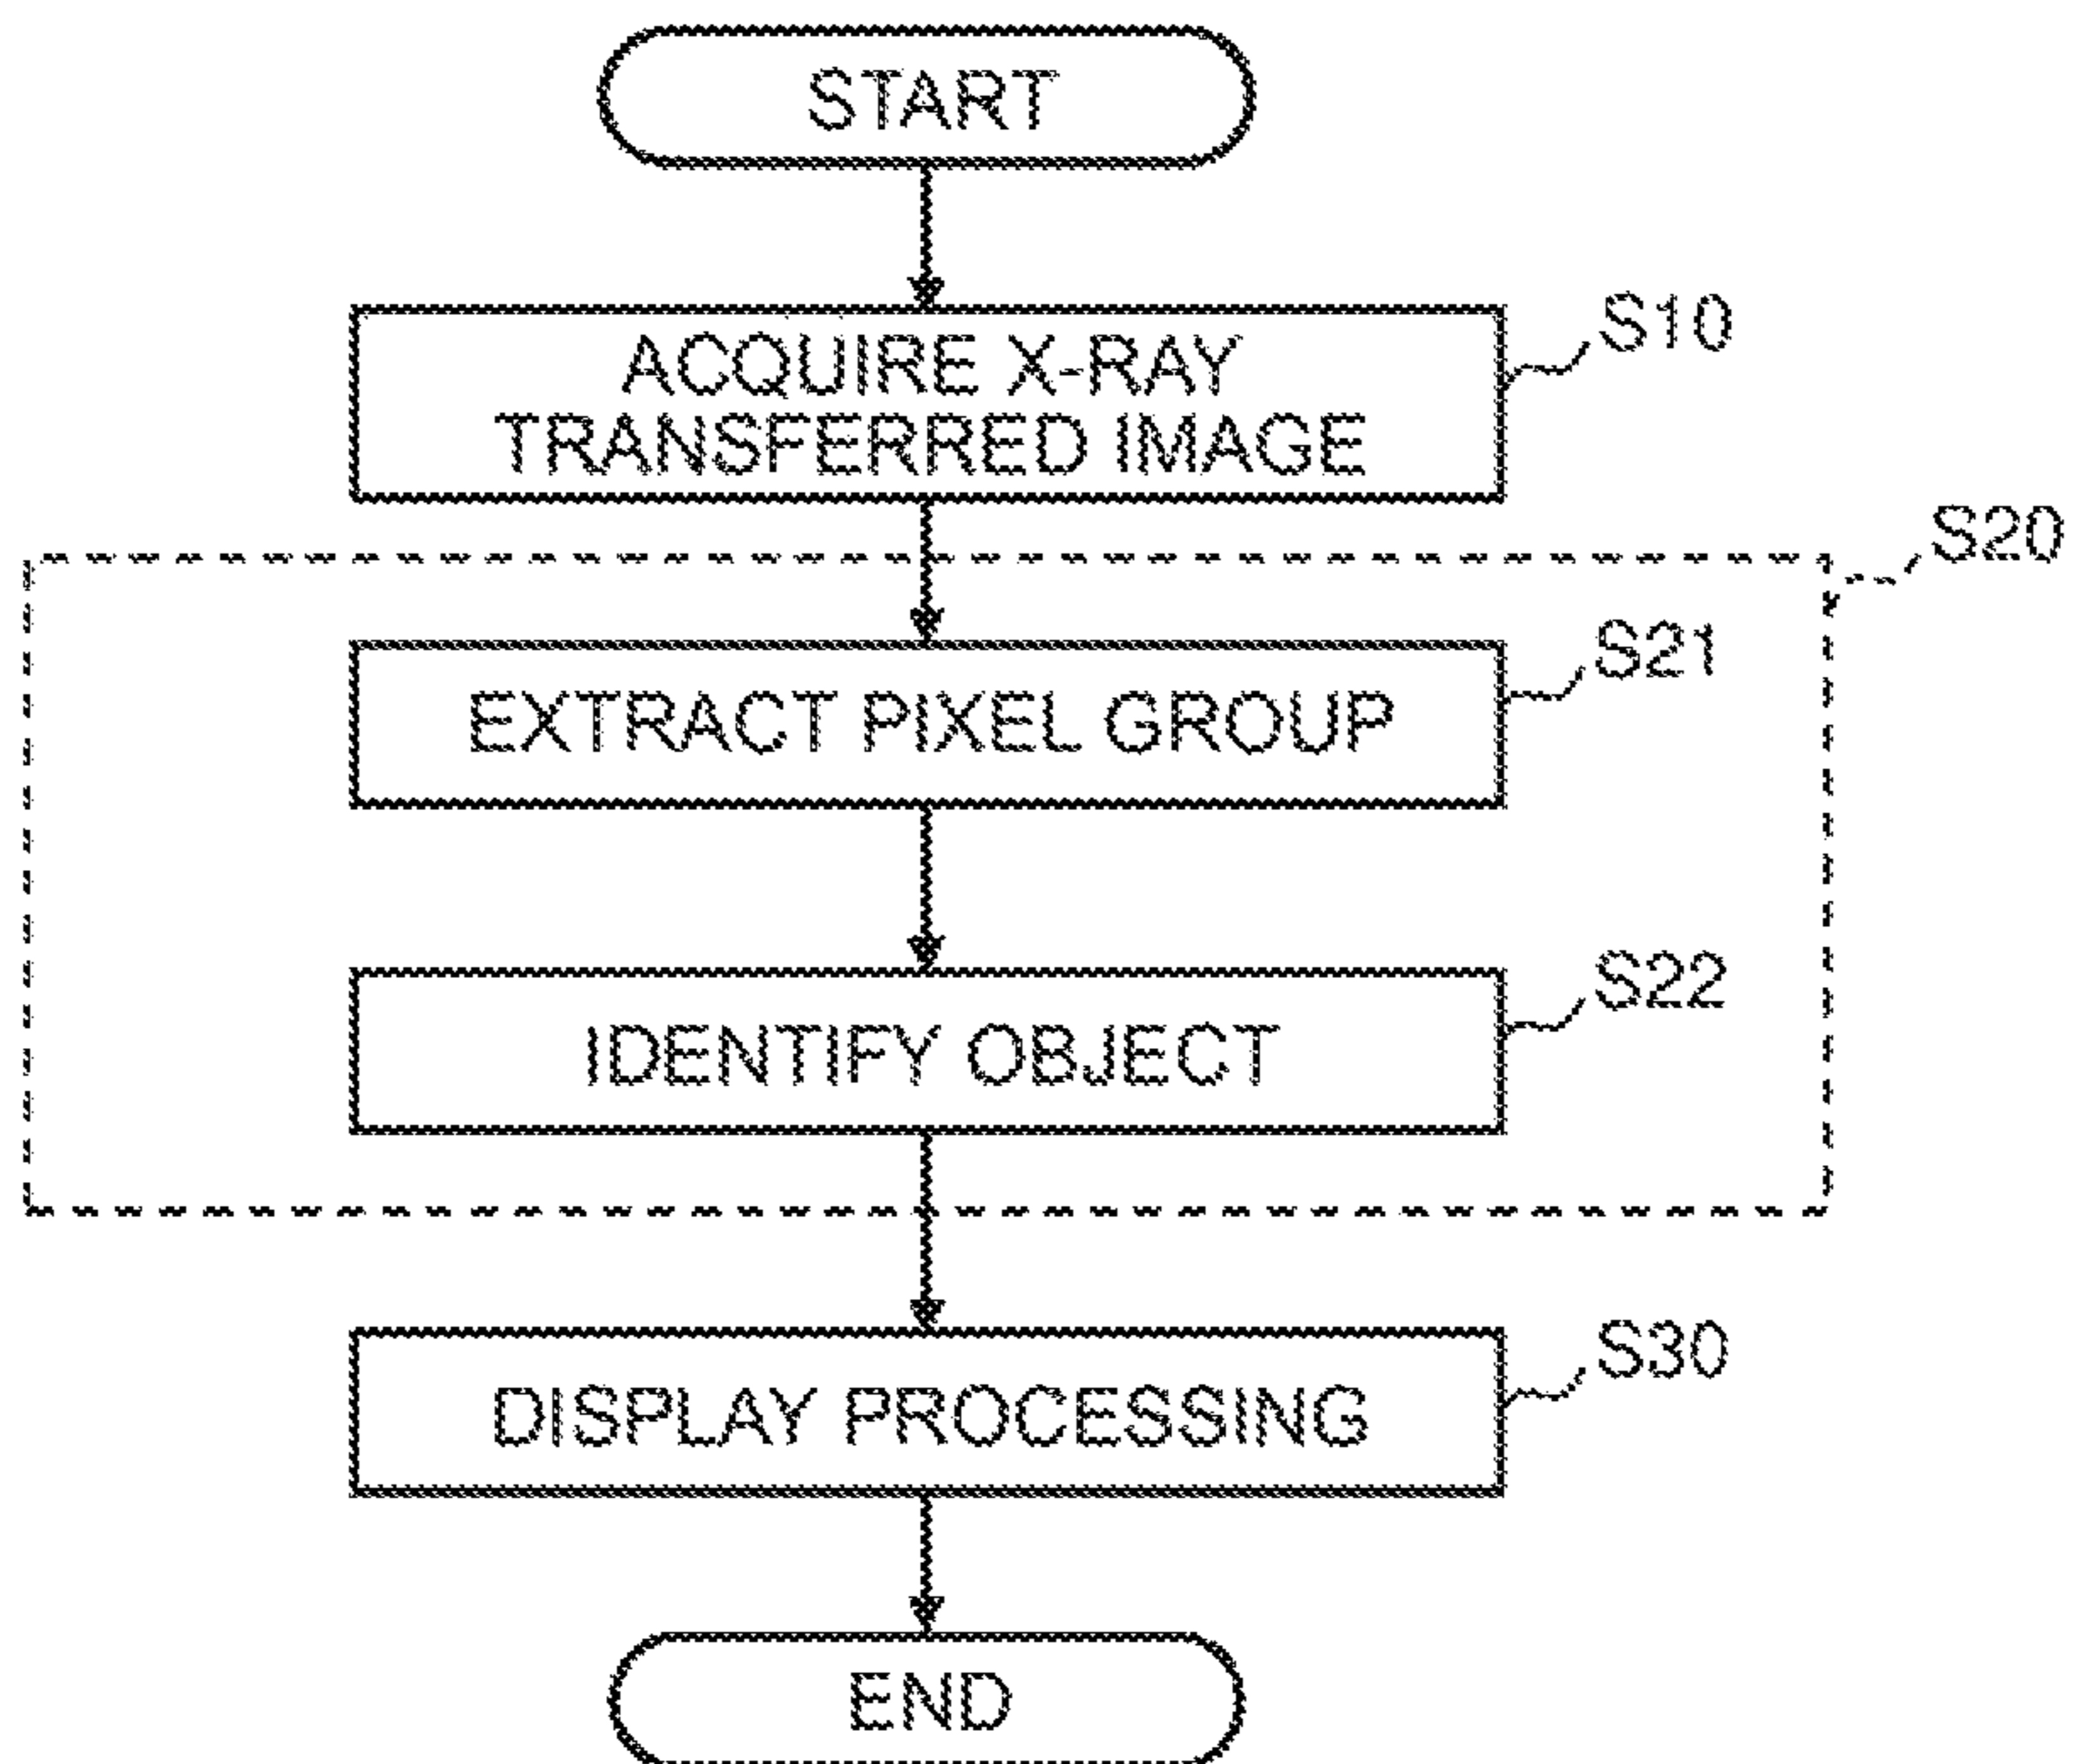 START
ACQUIRE X-RAY
TRANSFERRED IMAGE
S10
S20
EXTRACT PIXEL GROUP
S21
IDENTIFY OBJECT
S22
DISPLAY PROCESSING
S30
END